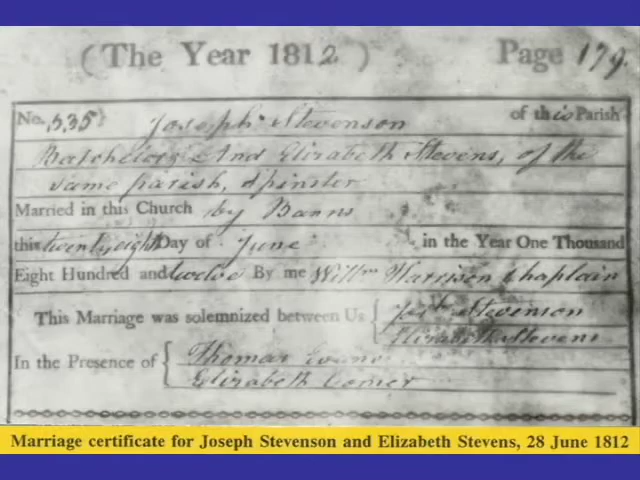 (The Year 1812) Page 179.
No. 535 Joseph Stevenson of this Parish
Batchelor And Elizabeth Stevens, of the
same parish, Spinster
Married in this Church by Banns
this twenty eighth Day of June in the Year One Thousand
Eight Hundred and twelve By me Willm Harrison Chaplain
This Marriage was solemnized between Us { Josh Stevenson
Elizabeth Stevens
In the Presence of { Thomas
Elizabeth Comer
Marriage certificate for Joseph Stevenson and Elizabeth Stevens, 28 June 1812